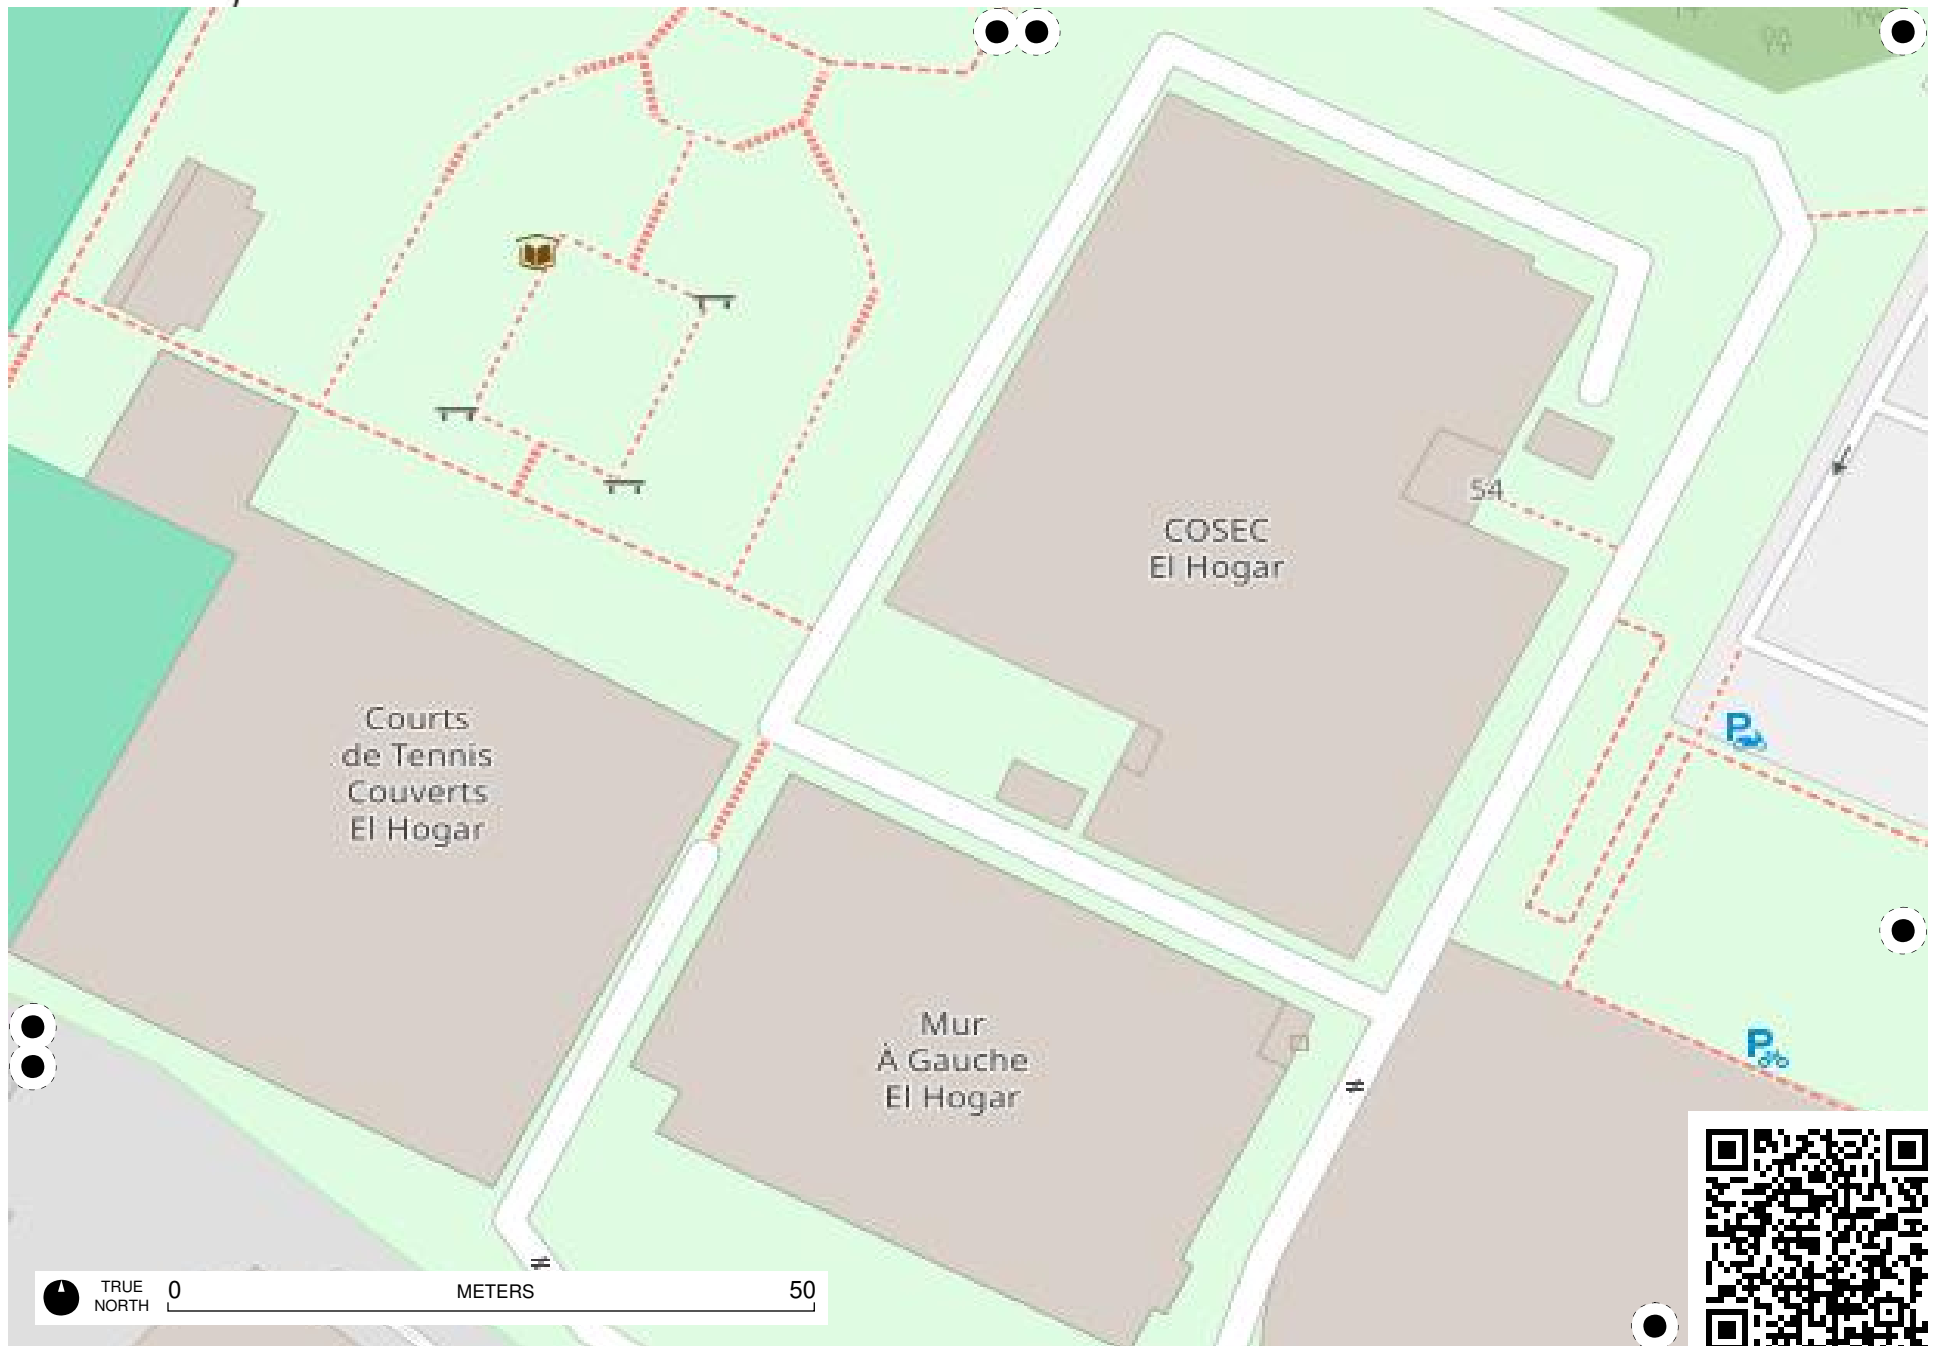 54
COSEC
El Hogar
Courts
de Tennis
Couverts
El Hogar
P
Mur
À Gauche
El Hogar
P
TRUE
NORTH
0
METERS
50